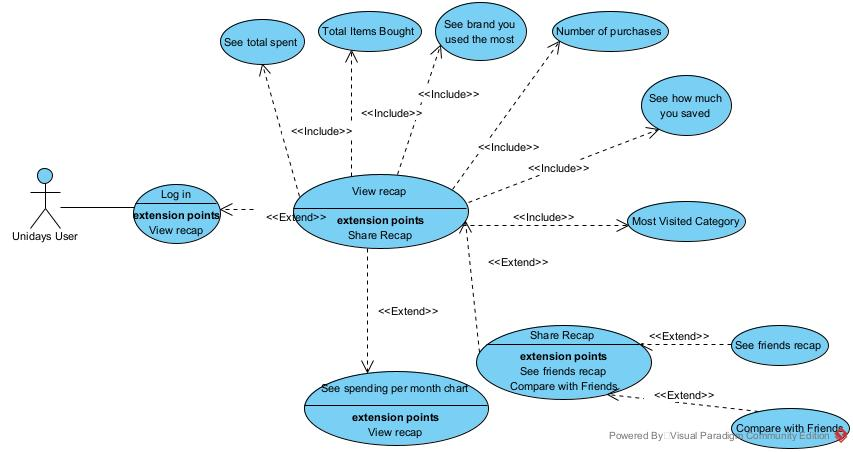 See total spent
Total Items Bought
See brand you
used the most
Number of purchases
<<Include>>
<<Include>>
<<Include>>
<<Include>>
<<Include>>
See how much
you saved
Unidays User
Log in
extension points
View recap
<<Extend>>
View recap
extension points
Share Recap
<<Include>>
Most Visited Category
<<Extend>>
<<Extend>>
Share Recap
extension points
See friends recap
Compare with Friends
<<Extend>>
See friends recap
<<Extend>>
Compare with Friends
See spending per month chart
extension points
View recap
Powered By Visual Paradigm Community Edition